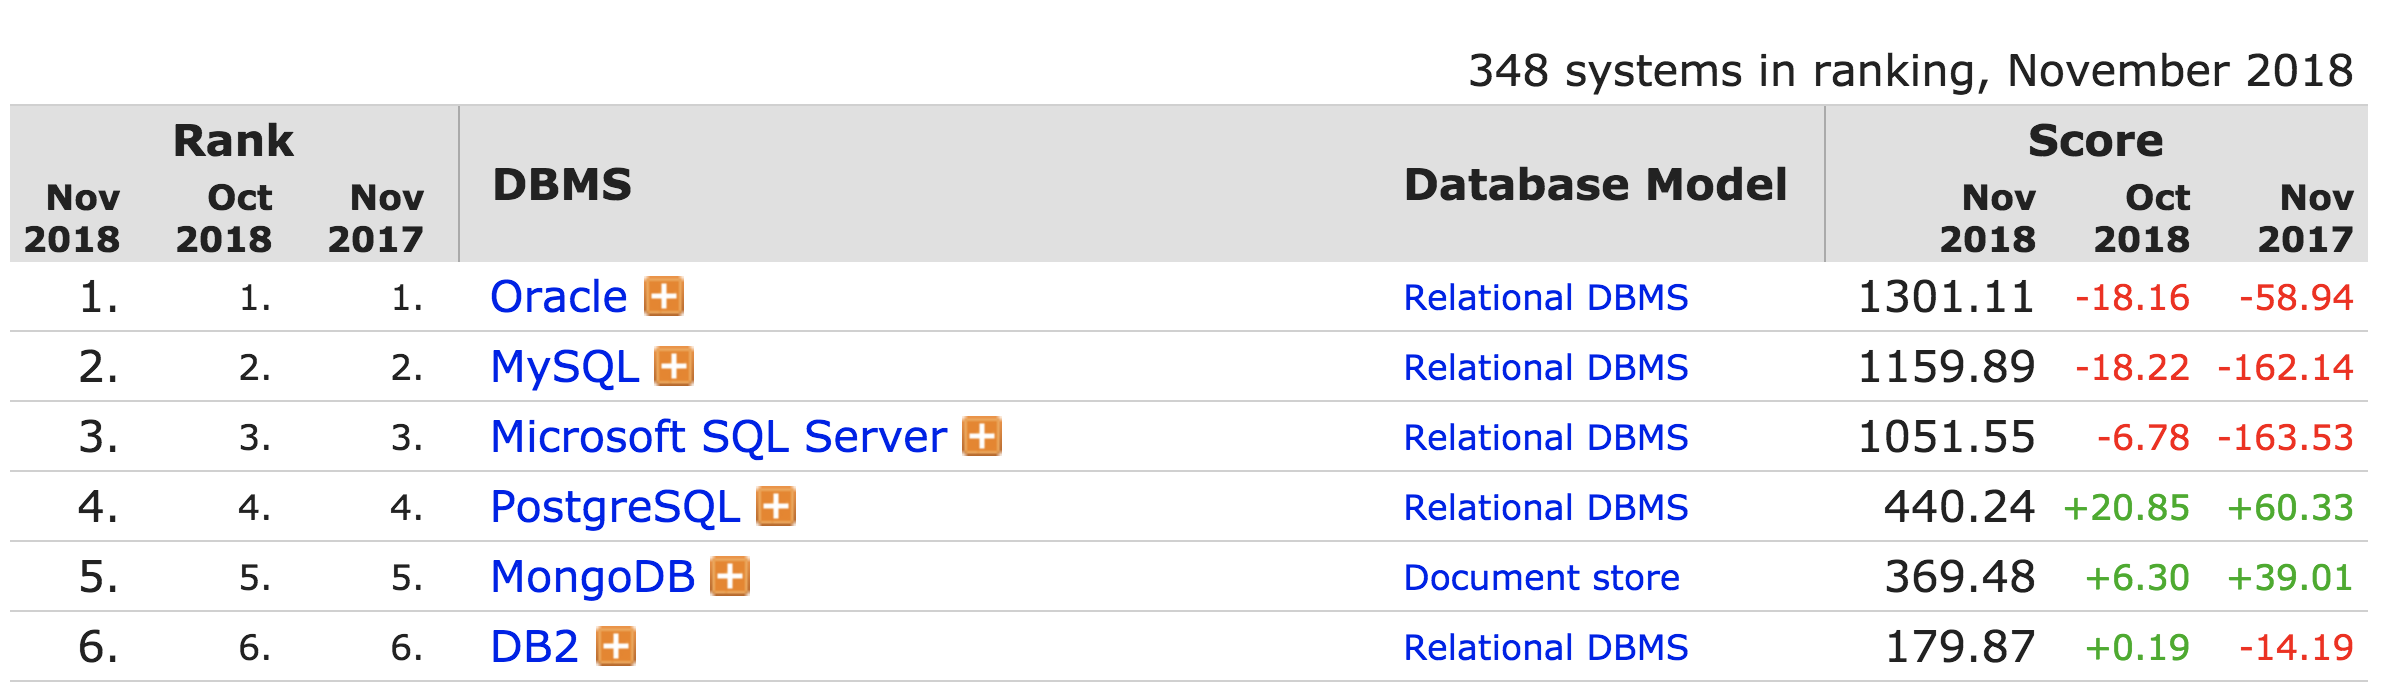 348 systems in ranking, November 2018
Rank DBMS Database Model Score
Nov 2018 Oct 2018 Nov 2017 Nov 2018 Oct 2018 Nov 2017
1. 1. 1. Oracle Relational DBMS 1301.11 -18.16 -58.94
2. 2. 2. MySQL Relational DBMS 1159.89 -18.22 -162.14
3. 3. 3. Microsoft SQL Server Relational DBMS 1051.55 -6.78 -163.53
4. 4. 4. PostgreSQL Relational DBMS 440.24 +20.85 +60.33
5. 5. 5. MongoDB Document store 369.48 +6.30 +39.01
6. 6. 6. DB2 Relational DBMS 179.87 +0.19 -14.19